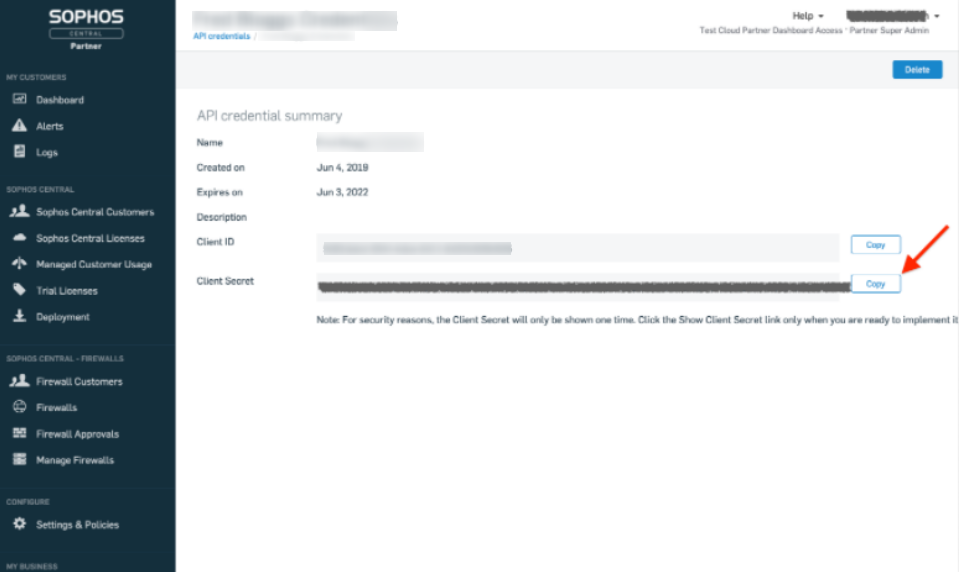 SOPHOS
CENTRAL
Partner
MY CUSTOMERS
Dashboard
Alerts
Logs
SOPHOS CENTRAL
Sophos Central Customers
Sophos Central Licenses
Managed Customer Usage
Trial Licenses
Deployment
SOPHOS CENTRAL - FIREWALLS
Firewall Customers
Firewalls
Firewall Approvals
Manage Firewalls
CONFIGURE
Settings & Policies
MY BUSINESS
API credentials /
Help
Test Cloud Partner Dashboard Access · Partner Super Admin
Delete
API credential summary
Name
Created on Jun 4, 2019
Expires on Jun 3, 2022
Description
Client ID Copy
Client Secret Copy
Note: For security reasons, the Client Secret will only be shown one time. Click the Show Client Secret link only when you are ready to implement it